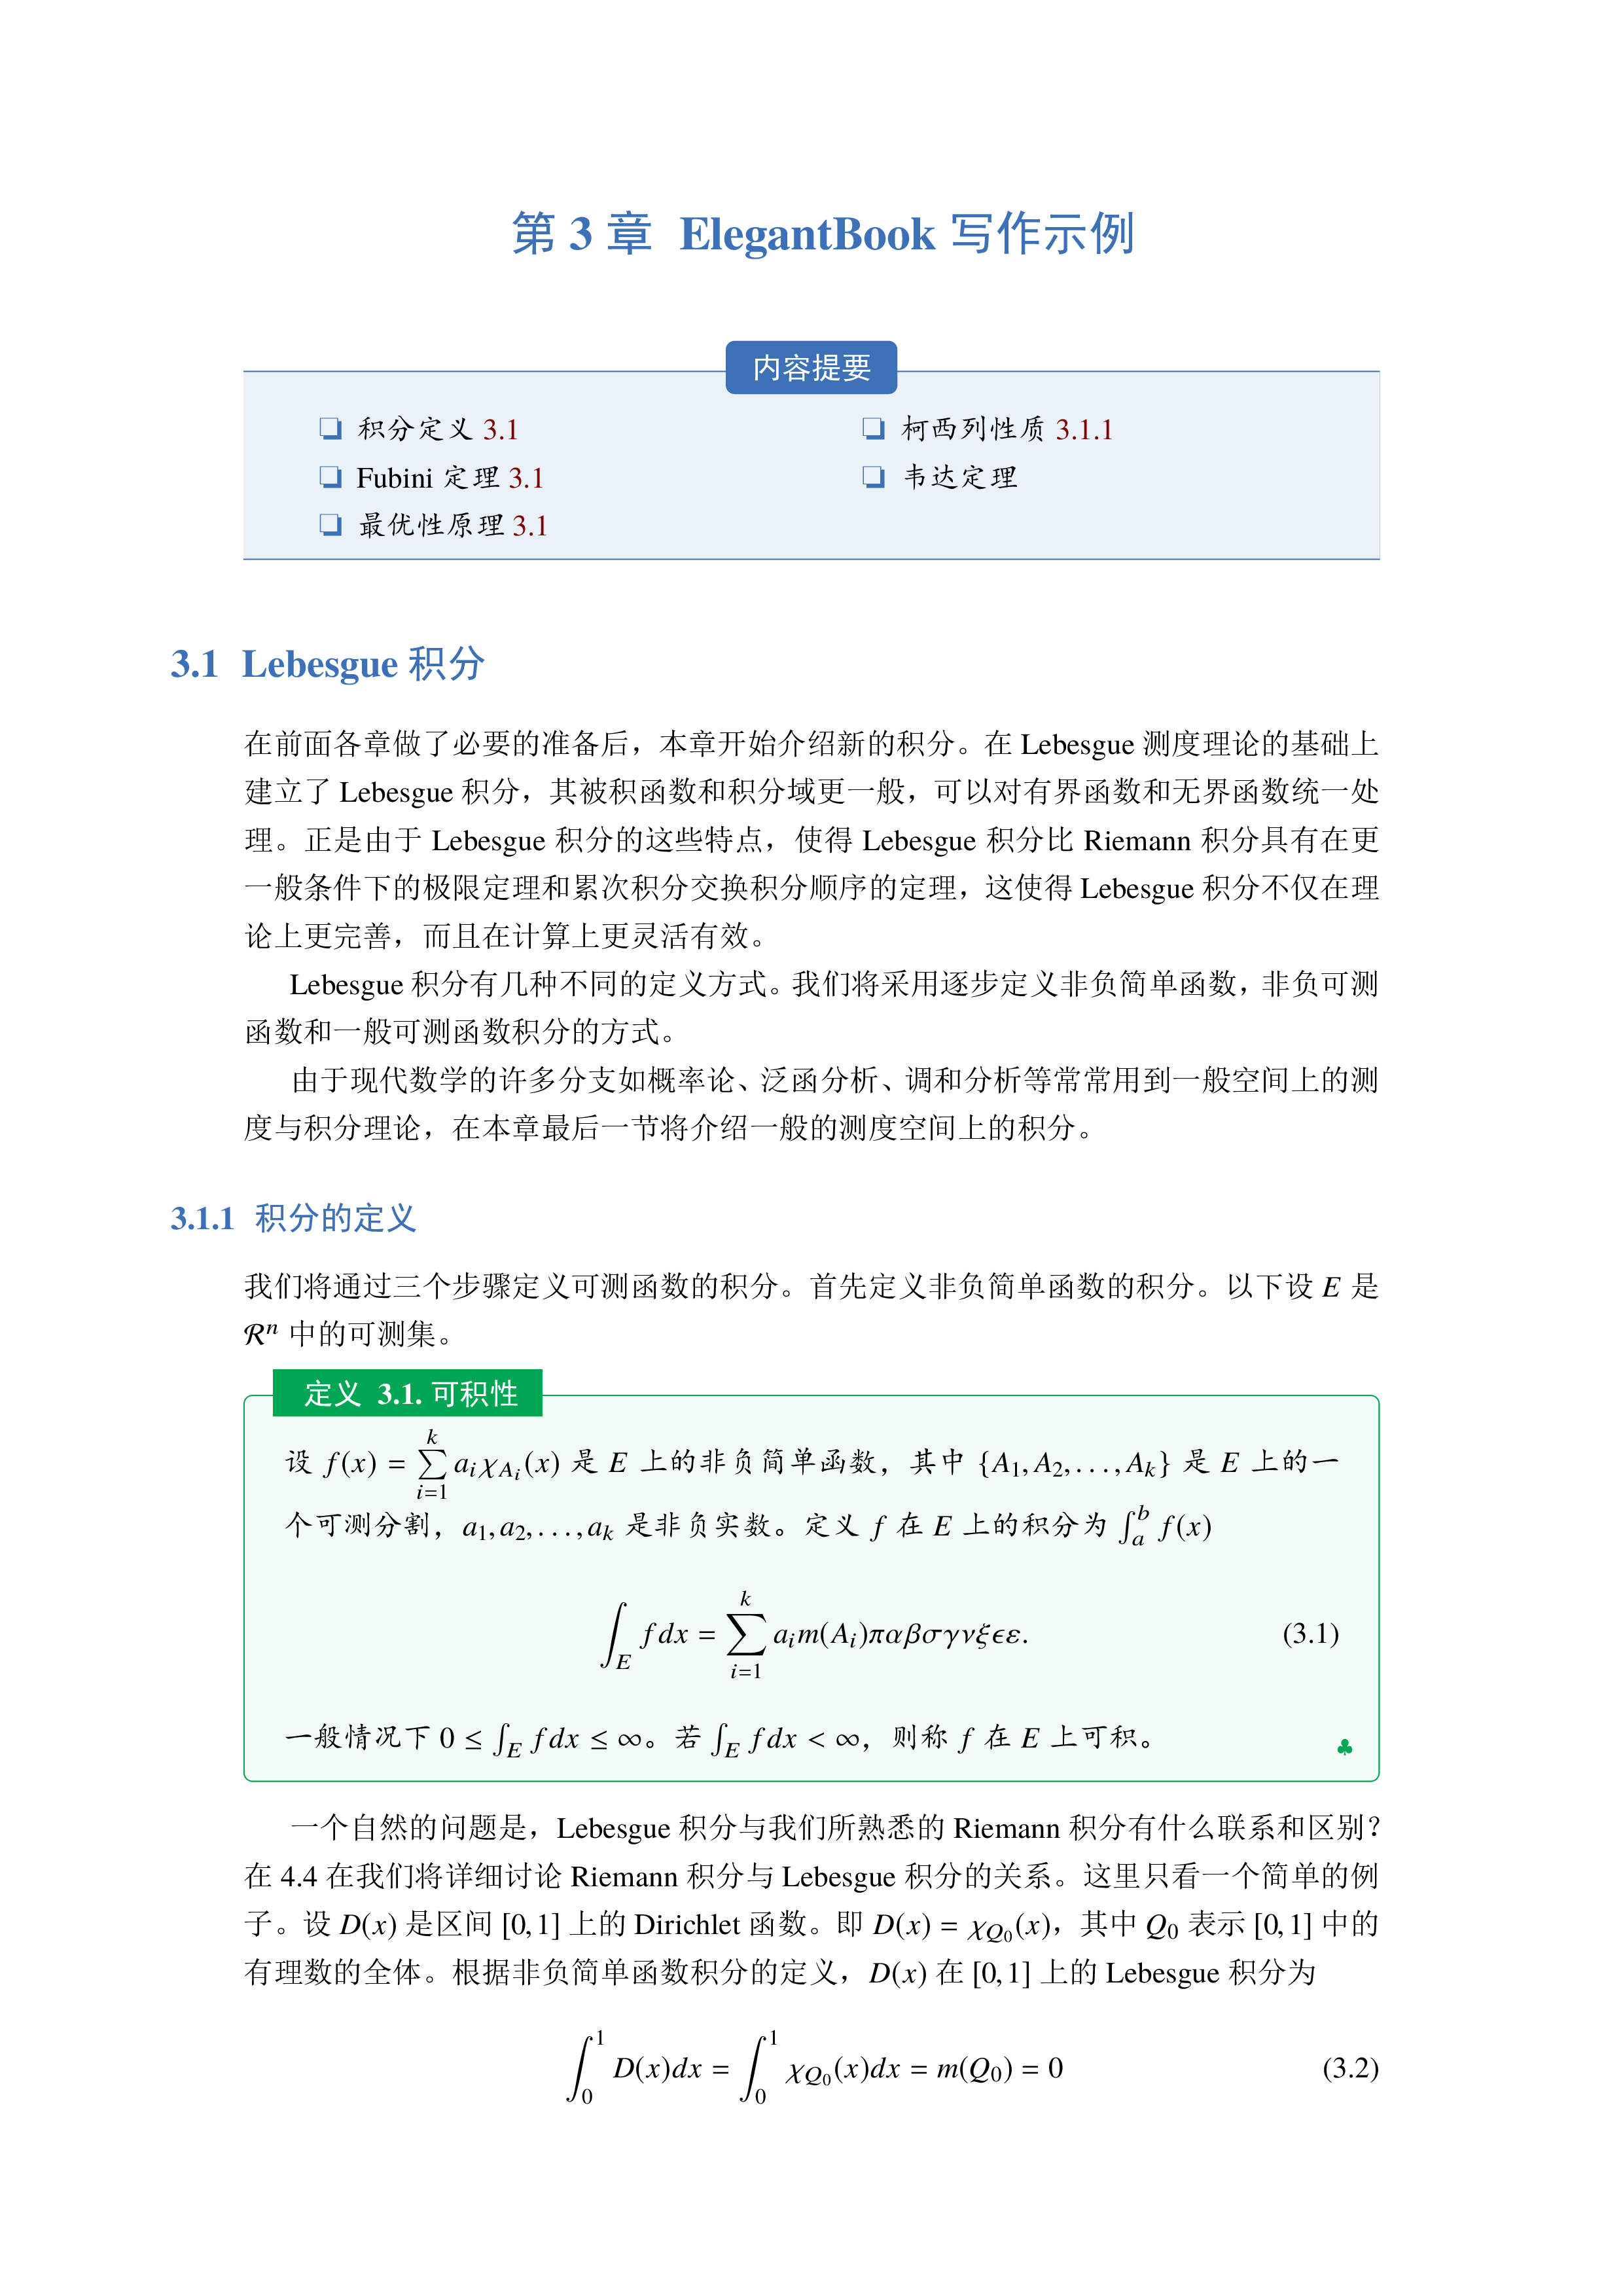 第 3 章 ElegantBook 写作示例
内容提要
❏ 积分定义 3.1
❏ Fubini 定理 3.1
❏ 最优性原理 3.1
❏ 柯西列性质 3.1.1
❏ 韦达定理
3.1 Lebesgue 积分
在前面各章做了必要的准备后，本章开始介绍新的积分。在 Lebesgue 测度理论的基础上
建立了 Lebesgue 积分，其被积函数和积分域更一般，可以对有界函数和无界函数统一处
理。正是由于 Lebesgue 积分的这些特点，使得 Lebesgue 积分比 Riemann 积分具有在更
一般条件下的极限定理和累次积分交换积分顺序的定理，这使得 Lebesgue 积分不仅在理
论上更完善，而且在计算上更灵活有效。
Lebesgue 积分有几种不同的定义方式。我们将采用逐步定义非负简单函数，非负可测
函数和一般可测函数积分的方式。
由于现代数学的许多分支如概率论、泛函分析、调和分析等常常用到一般空间上的测
度与积分理论，在本章最后一节将介绍一般的测度空间上的积分。
3.1.1 积分的定义
我们将通过三个步骤定义可测函数的积分。首先定义非负简单函数的积分。以下设 E 是
$\mathcal{R}^n$ 中的可测集。
定义 3.1. 可积性
设 $f(x) = \sum_{i=1}^{k} a_i \chi_{A_i}(x)$ 是 E 上的非负简单函数，其中 $\{A_1, A_2, \ldots, A_k\}$ 是 E 上的一
个可测分割，$a_1, a_2, \ldots, a_k$ 是非负实数。定义 f 在 E 上的积分为 $\int_a^b f(x)$
$\int_E f dx = \sum_{i=1}^{k} a_i m(A_i) \pi\alpha\beta\sigma\gamma\nu\xi\epsilon\varepsilon.$ (3.1)
一般情况下 $0 \leq \int_E f dx \leq \infty$。若 $\int_E f dx < \infty$，则称 f 在 E 上可积。 ♣
一个自然的问题是，Lebesgue 积分与我们所熟悉的 Riemann 积分有什么联系和区别？
在 4.4 在我们将详细讨论 Riemann 积分与 Lebesgue 积分的关系。这里只看一个简单的例
子。设 D(x) 是区间 [0, 1] 上的 Dirichlet 函数。即 $D(x) = \chi_{Q_0}(x)$，其中 $Q_0$ 表示 [0, 1] 中的
有理数的全体。根据非负简单函数积分的定义，D(x) 在 [0, 1] 上的 Lebesgue 积分为
$\int_0^1 D(x)dx = \int_0^1 \chi_{Q_0}(x)dx = m(Q_0) = 0$ (3.2)